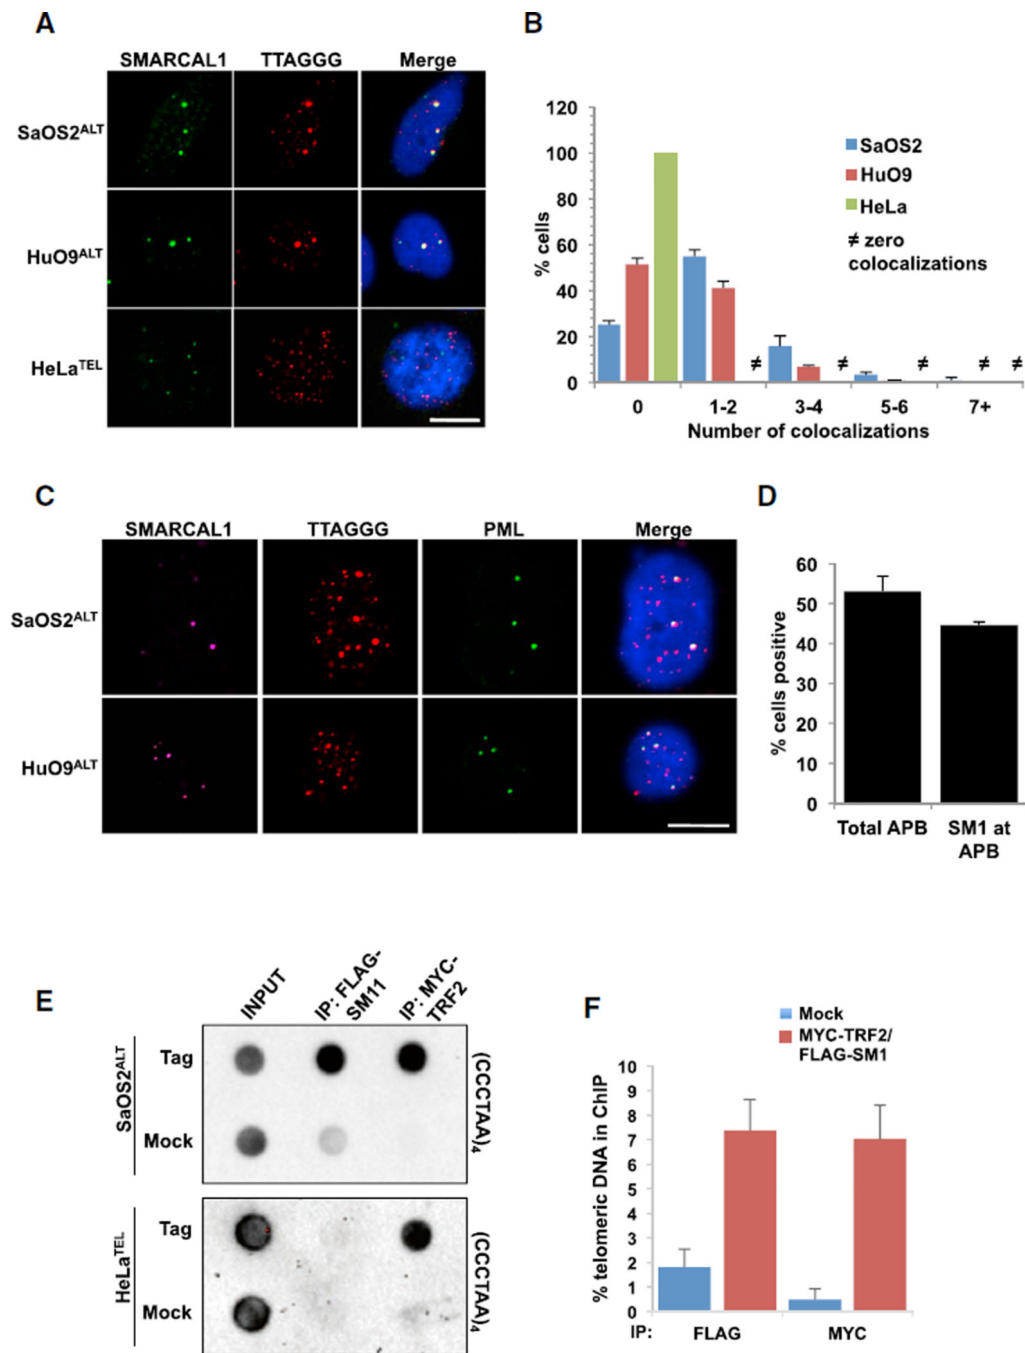 A
SMARCAL1 TTAGGG Merge
SaOS2ALT
HuO9ALT
HeLaTEL
B
120
100
80
60
40
20
0
% cells
SaOS2
HuO9
HeLa
≠ zero
colocalizations
≠ ≠ ≠ ≠ ≠
0 1-2 3-4 5-6 7+
Number of colocalizations
C
SMARCAL1 TTAGGG PML Merge
SaOS2ALT
HuO9ALT
D
60
50
40
30
20
10
0
% cells positive
Total APB
SM1 at
APB
E
INPUT
IP: FLAG-
SM11
IP: MYC-
TRF2
SaOS2ALT
Tag
Mock
(CCCTAA)4
HeLaTEL
Tag
Mock
(CCCTAA)4
F
Mock
MYC-TRF2/
FLAG-SM1
10
9
8
7
6
5
4
3
2
1
0
% telomeric DNA in ChIP
IP: FLAG MYC